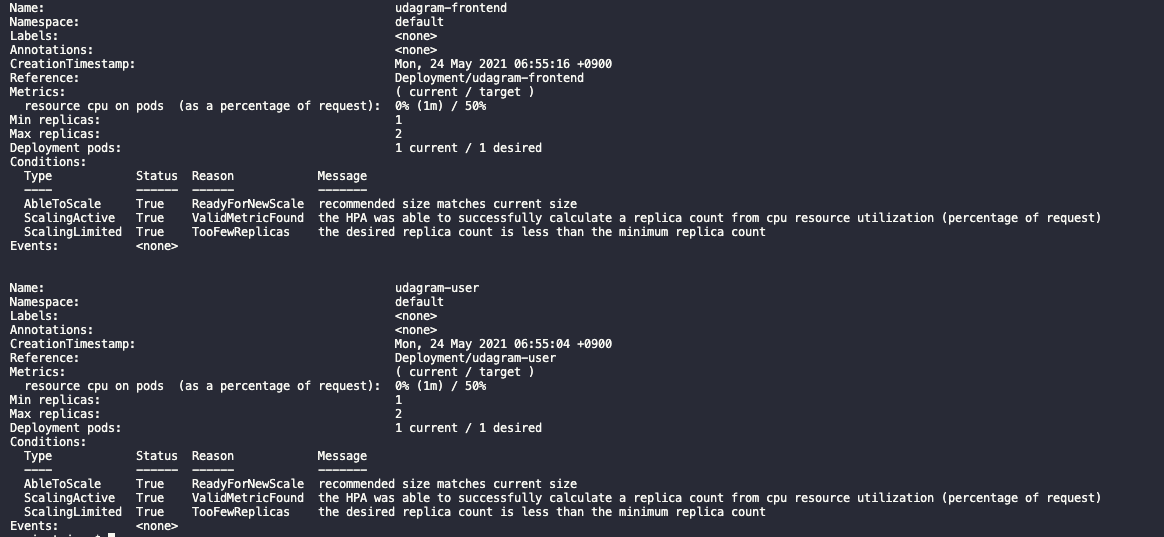 Name: udagram-frontend
Namespace: default
Labels: <none>
Annotations: <none>
CreationTimestamp: Mon, 24 May 2021 06:55:16 +0900
Reference: Deployment/udagram-frontend
Metrics: ( current / target )
resource cpu on pods (as a percentage of request): 0% (1m) / 50%
Min replicas: 1
Max replicas: 2
Deployment pods: 1 current / 1 desired
Conditions:
Type Status Reason Message
---- ------ ------ -------
AbleToScale True ReadyForNewScale recommended size matches current size
ScalingActive True ValidMetricFound the HPA was able to successfully calculate a replica count from cpu resource utilization (percentage of request)
ScalingLimited True TooFewReplicas the desired replica count is less than the minimum replica count
Events: <none>
Name: udagram-user
Namespace: default
Labels: <none>
Annotations: <none>
CreationTimestamp: Mon, 24 May 2021 06:55:04 +0900
Reference: Deployment/udagram-user
Metrics: ( current / target )
resource cpu on pods (as a percentage of request): 0% (1m) / 50%
Min replicas: 1
Max replicas: 2
Deployment pods: 1 current / 1 desired
Conditions:
Type Status Reason Message
---- ------ ------ -------
AbleToScale True ReadyForNewScale recommended size matches current size
ScalingActive True ValidMetricFound the HPA was able to successfully calculate a replica count from cpu resource utilization (percentage of request)
ScalingLimited True TooFewReplicas the desired replica count is less than the minimum replica count
Events: <none>